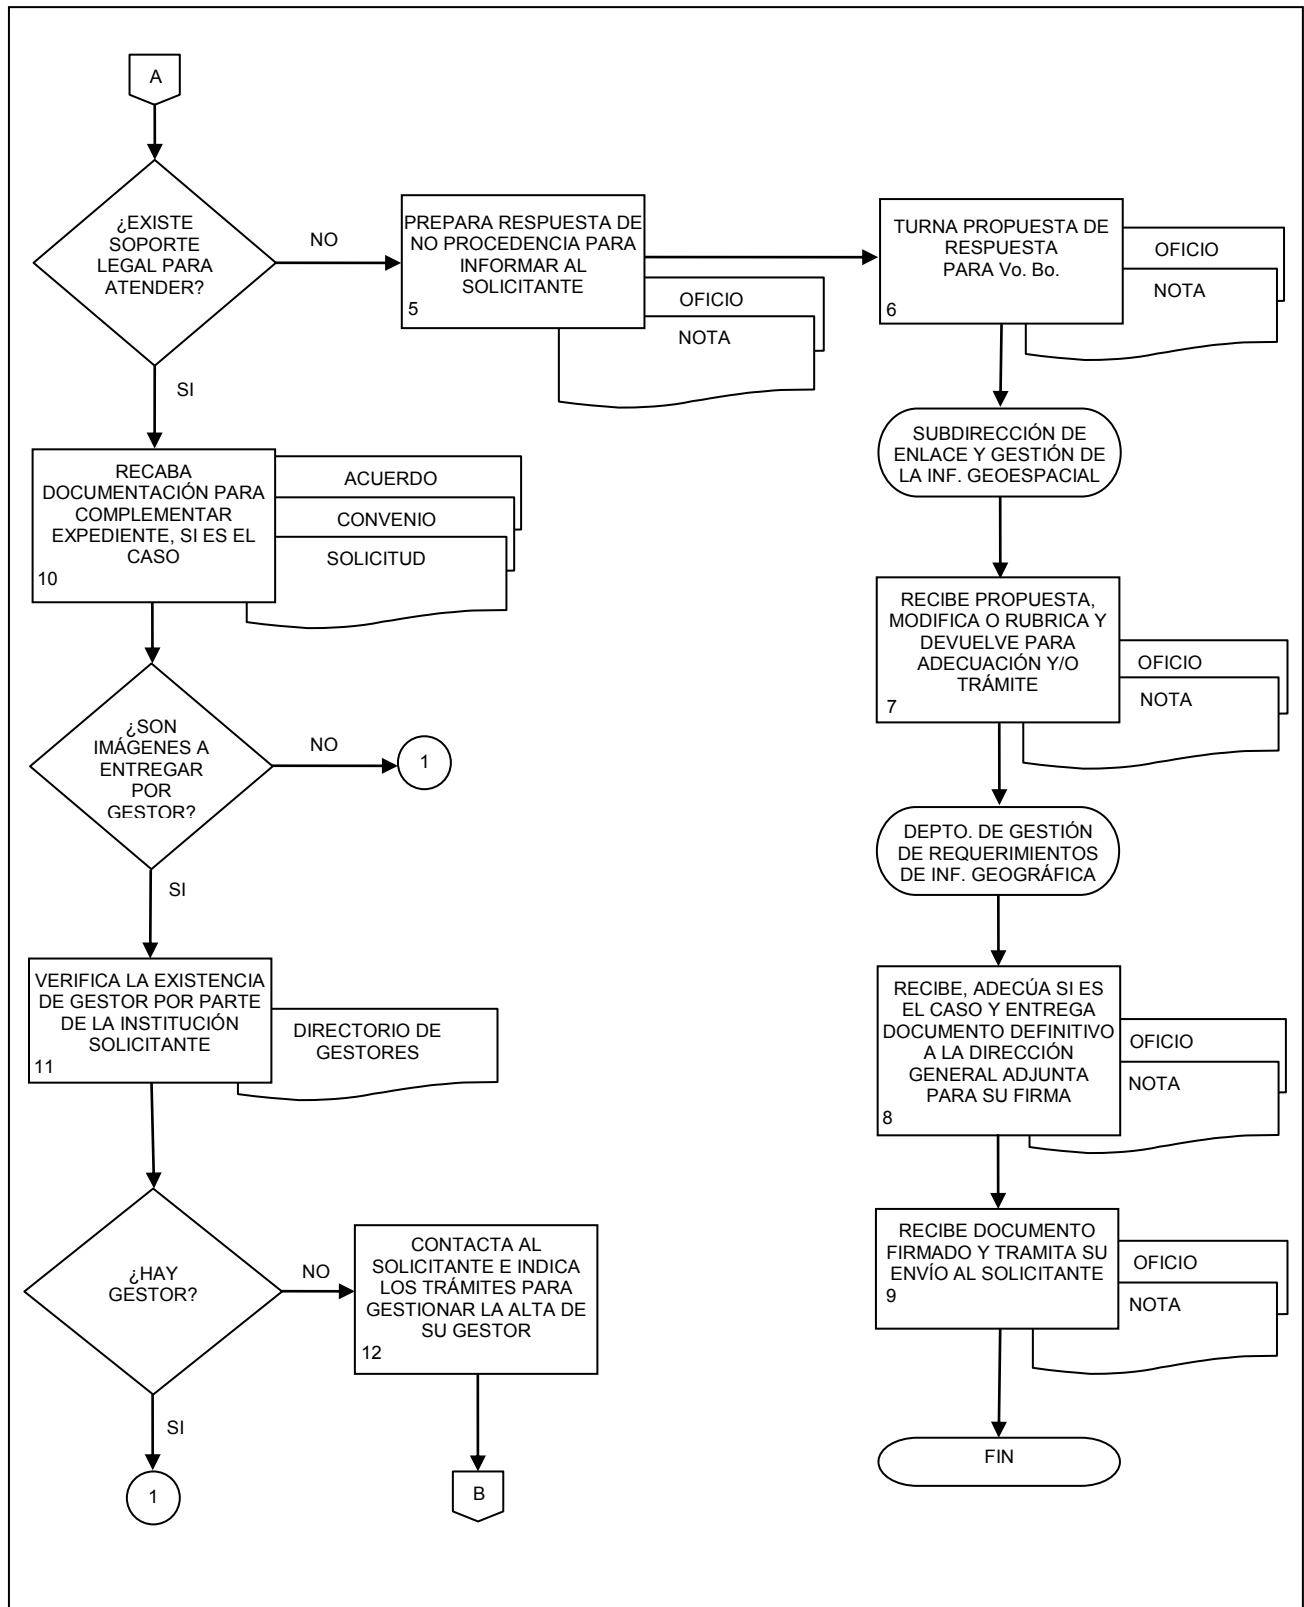 A
¿EXISTE
SOPORTE
LEGAL PARA
ATENDER?
NO
SI
PREPARA RESPUESTA DE
NO PROCEDENCIA PARA
INFORMAR AL
SOLICITANTE
5
OFICIO
NOTA
TURNA PROPUESTA DE
RESPUESTA
PARA Vo. Bo.
6
OFICIO
NOTA
SUBDIRECCIÓN DE
ENLACE Y GESTIÓN DE
LA INF. GEOESPACIAL
RECIBE PROPUESTA,
MODIFICA O RUBRICA Y
DEVUELVE PARA
ADECUACIÓN Y/O
TRÁMITE
7
OFICIO
NOTA
DEPTO. DE GESTIÓN
DE REQUERIMIENTOS
DE INF. GEOGRÁFICA
RECIBE, ADECÚA SI ES
EL CASO Y ENTREGA
DOCUMENTO DEFINITIVO
A LA DIRECCIÓN
GENERAL ADJUNTA
PARA SU FIRMA
8
OFICIO
NOTA
RECIBE DOCUMENTO
FIRMADO Y TRAMITA SU
ENVÍO AL SOLICITANTE
9
OFICIO
NOTA
FIN
RECABA
DOCUMENTACIÓN PARA
COMPLEMENTAR
EXPEDIENTE, SI ES EL
CASO
10
ACUERDO
CONVENIO
SOLICITUD
¿SON
IMÁGENES A
ENTREGAR
POR
GESTOR?
NO
1
SI
VERIFICA LA EXISTENCIA
DE GESTOR POR PARTE
DE LA INSTITUCIÓN
SOLICITANTE
11
DIRECTORIO DE
GESTORES
¿HAY
GESTOR?
NO
CONTACTA AL
SOLICITANTE E INDICA
LOS TRÁMITES PARA
GESTIONAR LA ALTA DE
SU GESTOR
12
SI
1
B